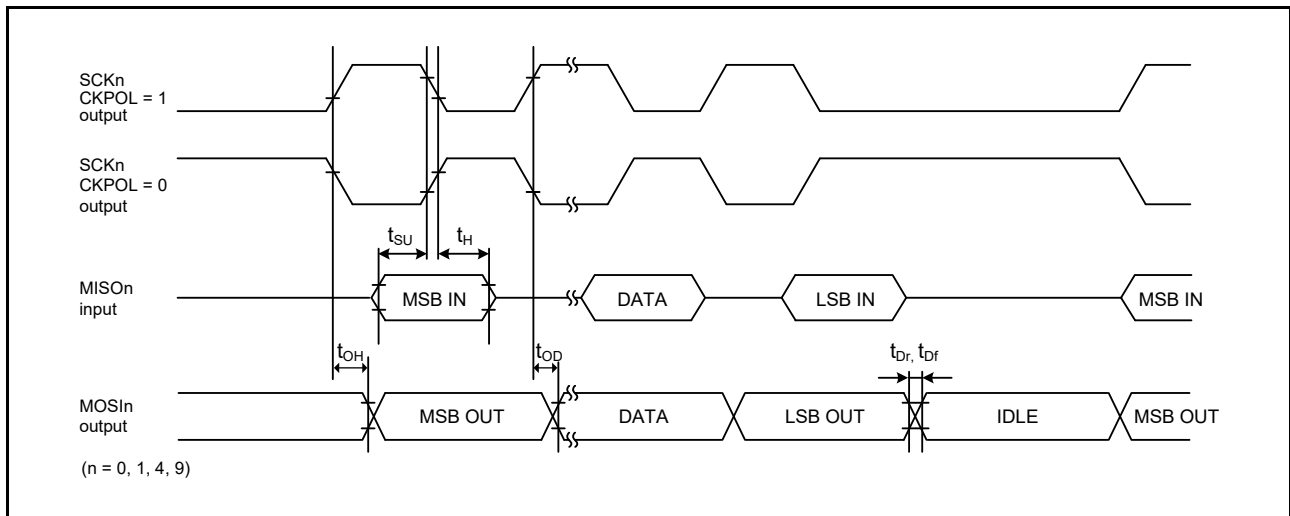 SCKn
CKPOL = 1
output
SCKn
CKPOL = 0
output
tSU
tH
MISOn
input
MSB IN
DATA
LSB IN
MSB IN
tOH
tOD
tDr, tDf
MOSIn
output
MSB OUT
DATA
LSB OUT
IDLE
MSB OUT
(n = 0, 1, 4, 9)